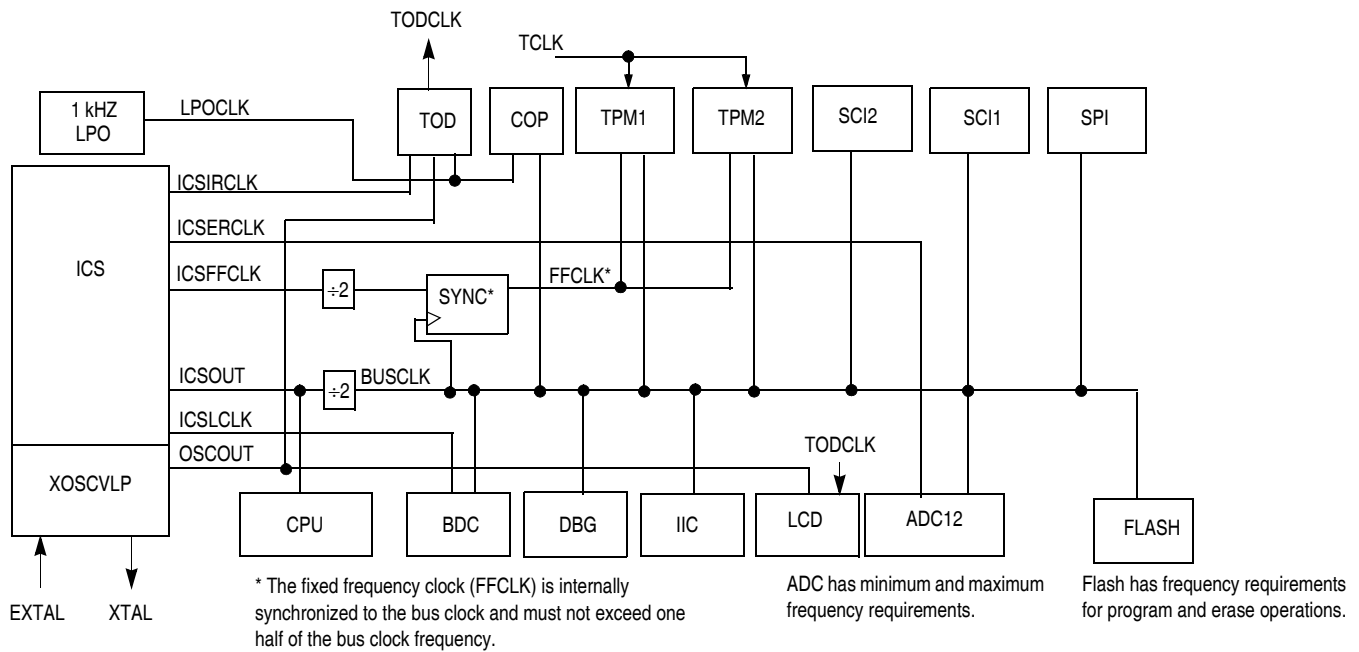 TODCLK
TCLK
1 kHZ
LPO
LPOCLK
TOD
COP
TPM1
TPM2
SCI2
SCI1
SPI
ICSIRCLK
ICSERCLK
ICS
ICSFFCLK
÷2
SYNC*
FFCLK*
ICSOUT
÷2
BUSCLK
ICSLCLK
OSCOUT
TODCLK
XOSCVLP
CPU
BDC
DBG
IIC
LCD
ADC12
FLASH
EXTAL
XTAL
* The fixed frequency clock (FFCLK) is internally
synchronized to the bus clock and must not exceed one
half of the bus clock frequency.
ADC has minimum and maximum
frequency requirements.
Flash has frequency requirements
for program and erase operations.